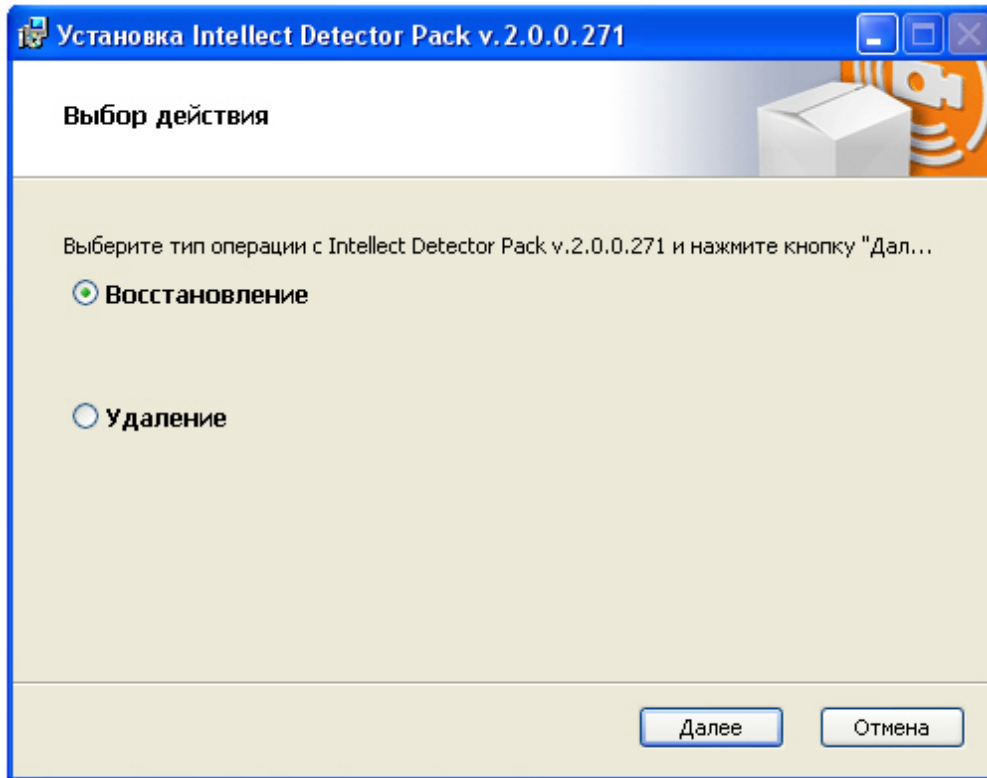 Установка Intellect Detector Pack v.2.0.0.271
Выбор действия
Выберите тип операции с Intellect Detector Pack v.2.0.0.271 и нажмите кнопку "Дал...
Восстановление
Удаление
Далее
Отмена